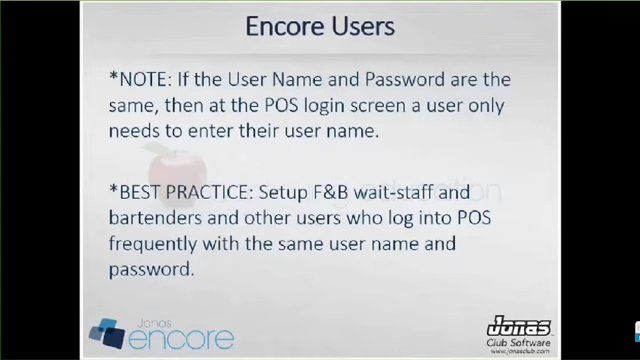 Encore Users
*NOTE: If the User Name and Password are the
same, then at the POS login screen a user only
needs to enter their user name.
*BEST PRACTICE: Setup F&B wait-staff and
bartenders and other users who log into POS
frequently with the same user name and
password.
Jonas
encore
Jonas
Club Software
www.jonasclub.com